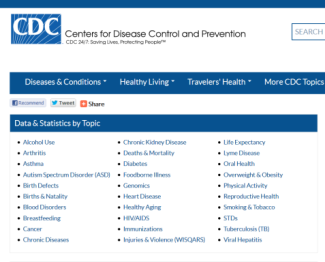 CDC
Centers for Disease Control and Prevention
CDC 24/7: Saving Lives, Protecting People™
SEARCH
Diseases & Conditions
Healthy Living
Travelers' Health
More CDC Topics
Recommend
Tweet
Share
Data & Statistics by Topic
• Alcohol Use
• Arthritis
• Asthma
• Autism Spectrum Disorder (ASD)
• Birth Defects
• Births & Natality
• Blood Disorders
• Breastfeeding
• Cancer
• Chronic Diseases
• Chronic Kidney Disease
• Deaths & Mortality
• Diabetes
• Foodborne Illness
• Genomics
• Heart Disease
• Healthy Aging
• HIV/AIDS
• Immunizations
• Injuries & Violence (WISQARS)
• Life Expectancy
• Lyme Disease
• Oral Health
• Overweight & Obesity
• Physical Activity
• Reproductive Health
• Smoking & Tobacco
• STDs
• Tuberculosis (TB)
• Viral Hepatitis